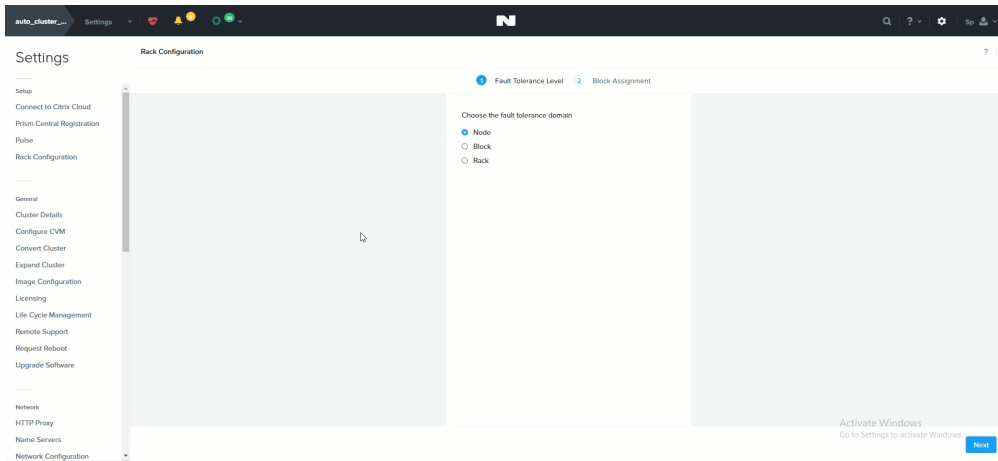 auto_cluster_... Settings
? Sp
Settings
Rack Configuration
?
1 Fault Tolerance Level 2 Block Assignment
Setup
Connect to Citrix Cloud
Prism Central Registration
Pulse
Rack Configuration
General
Cluster Details
Configure CVM
Convert Cluster
Expand Cluster
Image Configuration
Licensing
Life Cycle Management
Remote Support
Request Reboot
Upgrade Software
Network
HTTP Proxy
Name Servers
Network Configuration
Choose the fault tolerance domain
Node
Block
Rack
Activate Windows
Go to Settings to activate Windows.
Next